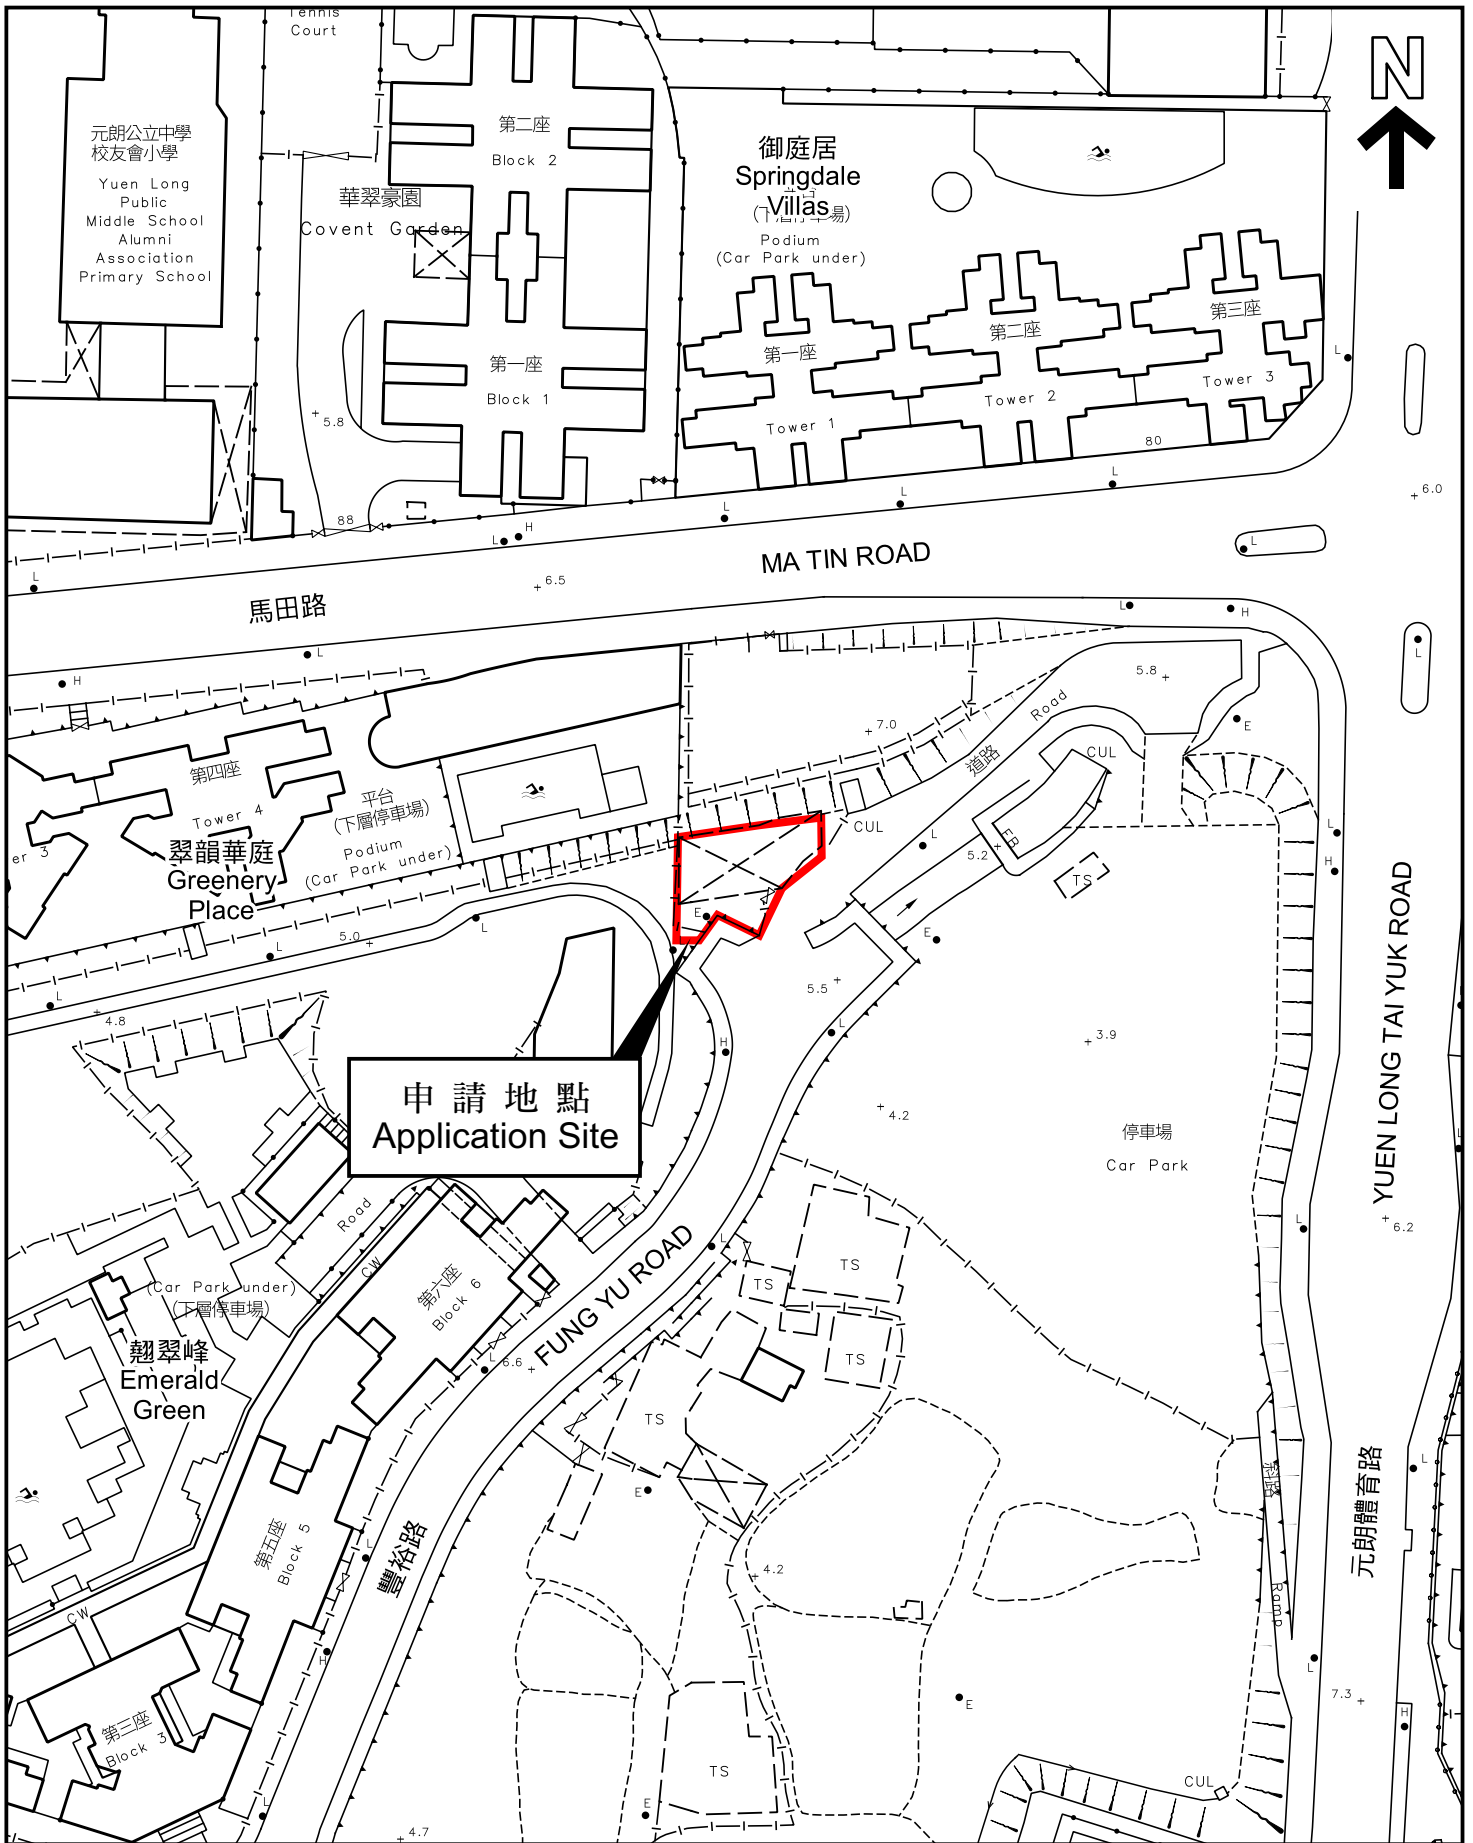 Tennis
Court
N
元朗公立中學
校友會小學
Yuen Long
Public
Middle School
Alumni
Association
Primary School
第二座
Block 2
華翠豪園
Covent Garden
御庭居
Springdale
Villas
Podium
(Car Park under)
第一座
Block 1
第一座
Tower 1
第二座
Tower 2
第三座
Tower 3
80
L
5.8
88
L
H
L
L
L
6.0
L
L
6.5
MA TIN ROAD
馬田路
L
H
L
H
L
5.8
Road
道路
7.0
E
CUL
第四座
Tower 4
平台
(下層停車場)
Podium
(Car Park under)
er 3
翠韻華庭
Greenery
Place
CUL
L
5.2
FB
TS
L
H
E
E
5.0
L
L
L
4.8
5.5
L
H
3.9
4.2
停車場
Car Park
YUEN LONG TAI YUK ROAD
6.2
L
L
L
申請地點
Application Site
Road
CW
(Car Park under)
(下層停車場)
翹翠峰
Emerald
Green
第六座
Block 6
FUNG YU ROAD
L
6.6
L
TS
TS
TS
TS
E
第五座
Block 5
L
豐裕路
4.2
斜路
Ramp
元朗體育路
L
CW
H
第三座
Block 3
L
TS
E
E
L
7.3
H
CUL
4.7